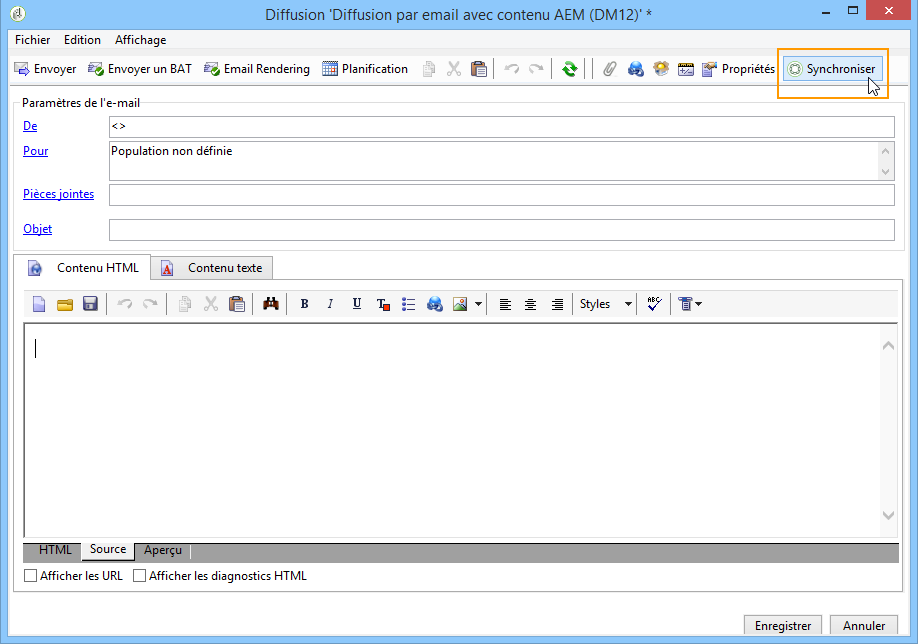 Diffusion 'Diffusion par email avec contenu AEM (DM12)' *
Fichier Edition Affichage
Envoyer Envoyer un BAT Email Rendering Planification Propriétés Synchroniser
Paramètres de l'e-mail
De <>
Pour Population non définie
Pièces jointes
Objet
Contenu HTML Contenu texte
B I U T Styles ABC
HTML Source Aperçu
Afficher les URL Afficher les diagnostics HTML
Enregistrer Annuler